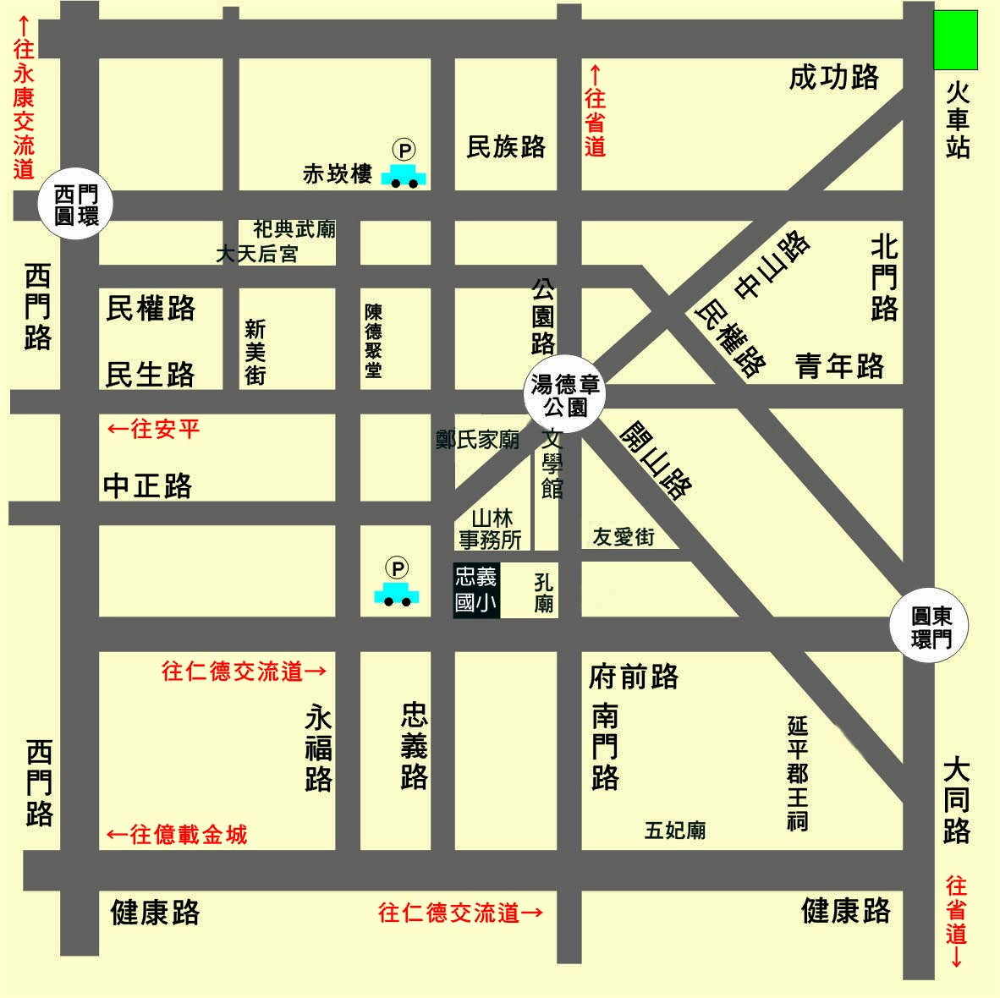 ↑往永康交流道
成功路
火車站
↑往省道
民族路
P
赤崁樓
西門
圓環
祀典武廟
大天后宮
中山路
北門路
西門路
公園路
民權路
新美街
陳德聚堂
民權路
民生路
青年路
湯德章
公園
←往安平
鄭氏家廟
文學館
開山路
中正路
山林
事務所
友愛街
P
忠義
國小
孔廟
圓東
環門
往仁德交流道→
府前路
永福路
忠義路
南門路
延平郡王祠
西門路
大同路
五妃廟
←往億載金城
往省道↓
健康路
往仁德交流道→
健康路